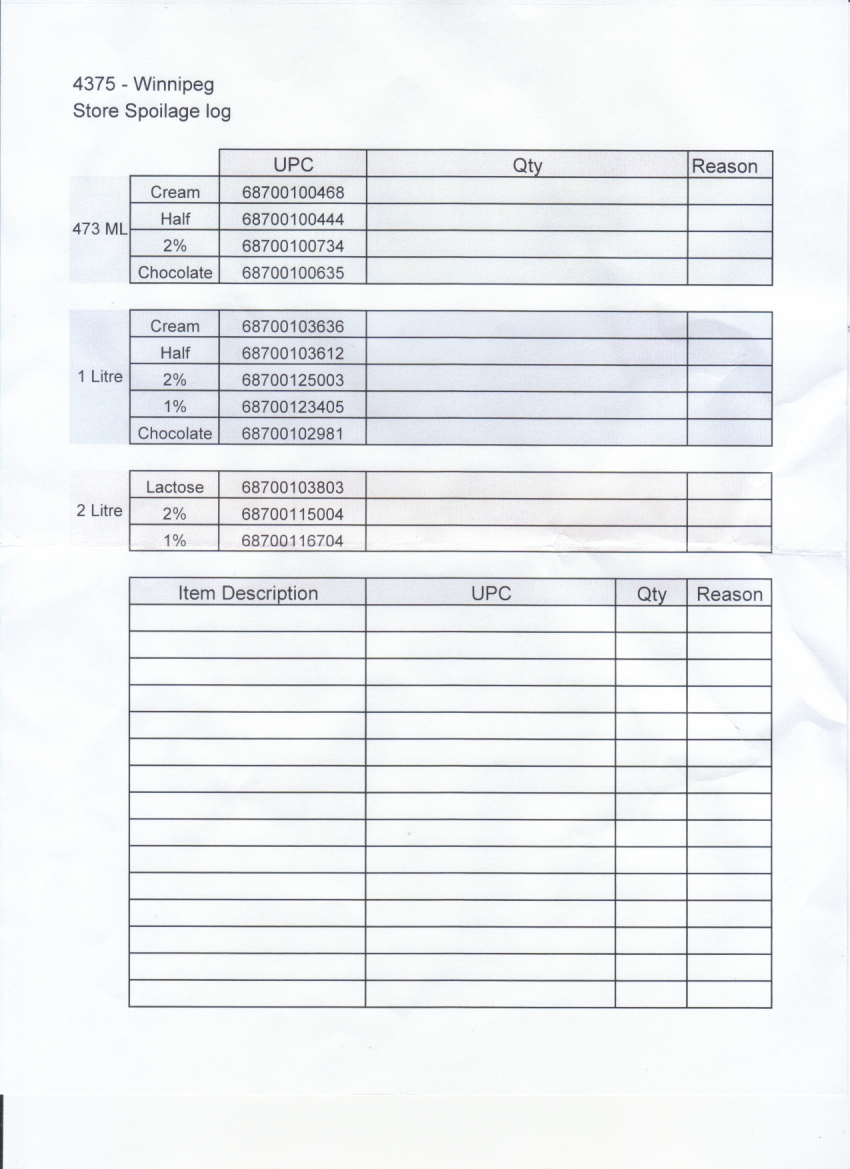 4375 - Winnipeg
Store Spoilage log
UPC Qty Reason
473 ML
Cream 68700100468
Half 68700100444
2% 68700100734
Chocolate 68700100635
1 Litre
Cream 68700103636
Half 68700103612
2% 68700125003
1% 68700123405
Chocolate 68700102981
2 Litre
Lactose 68700103803
2% 68700115004
1% 68700116704
Item Description UPC Qty Reason